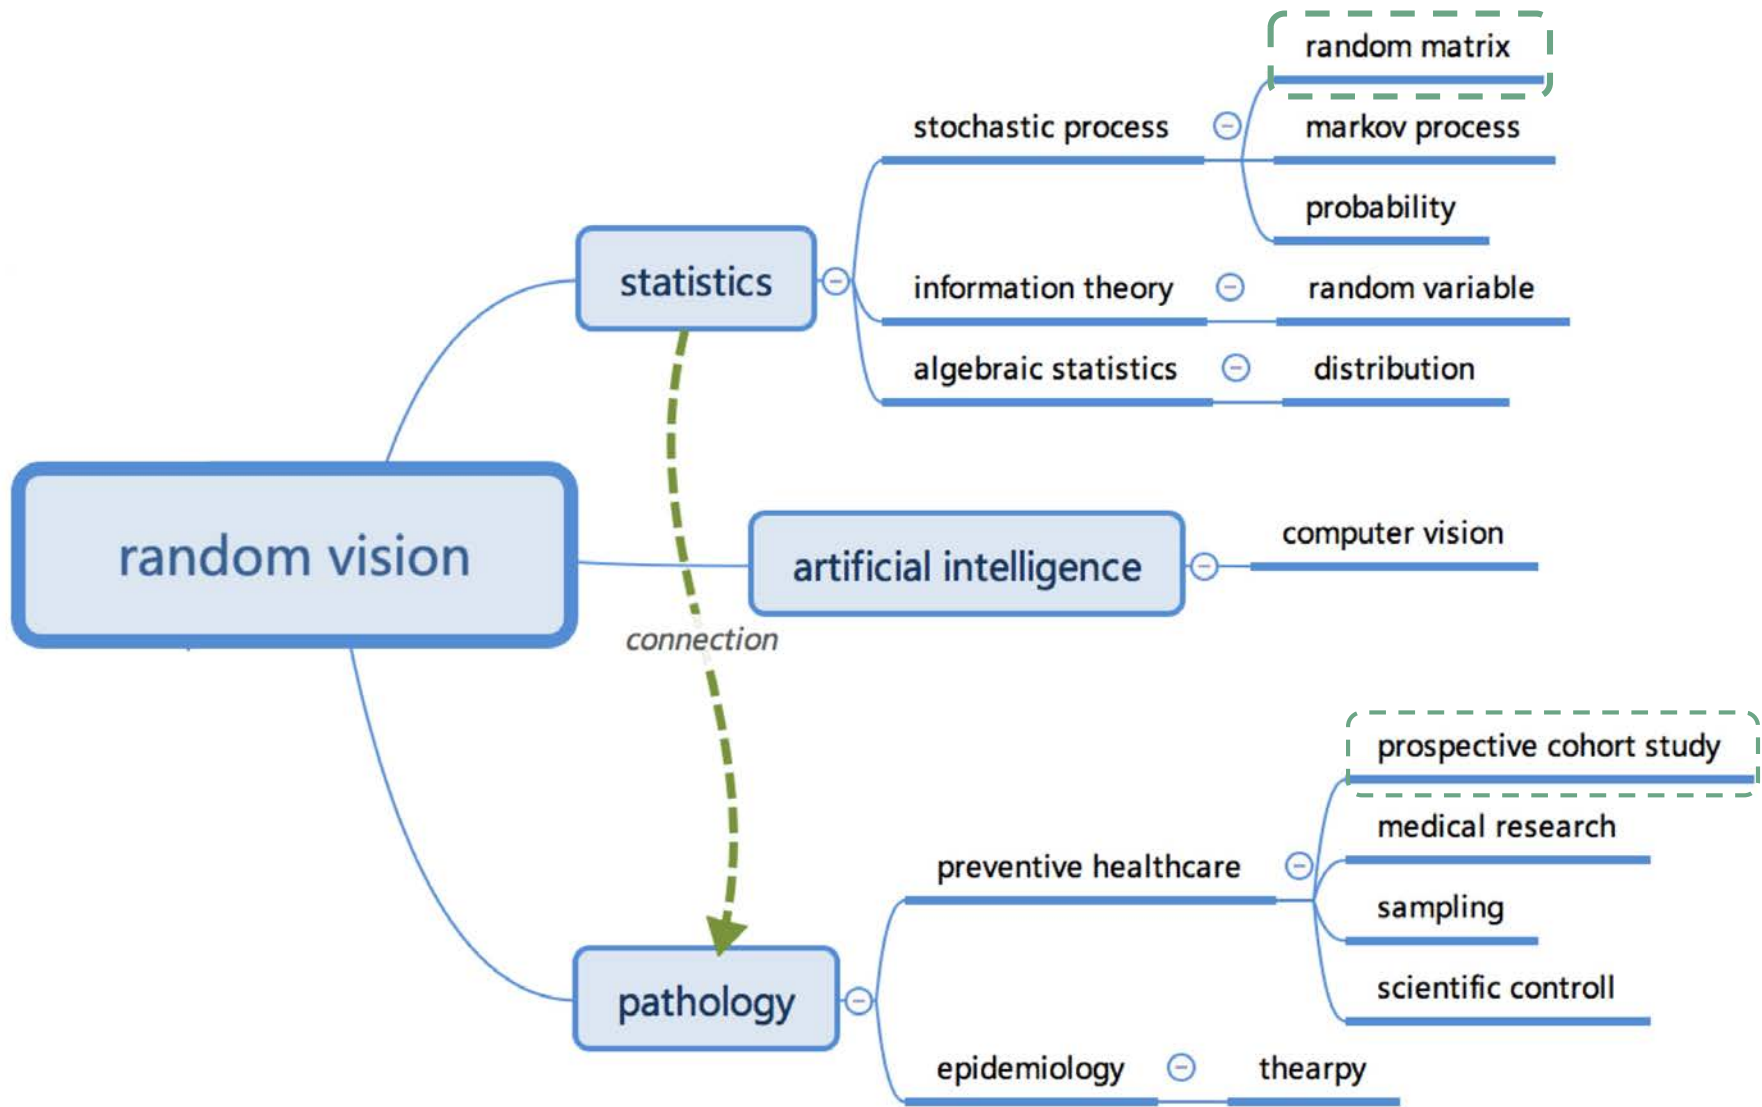 random matrix
stochastic process
markov process
probability
statistics
information theory
random variable
algebraic statistics
distribution
random vision
artificial intelligence
computer vision
connection
prospective cohort study
medical research
preventive healthcare
sampling
scientific controll
pathology
epidemiology
thearpy